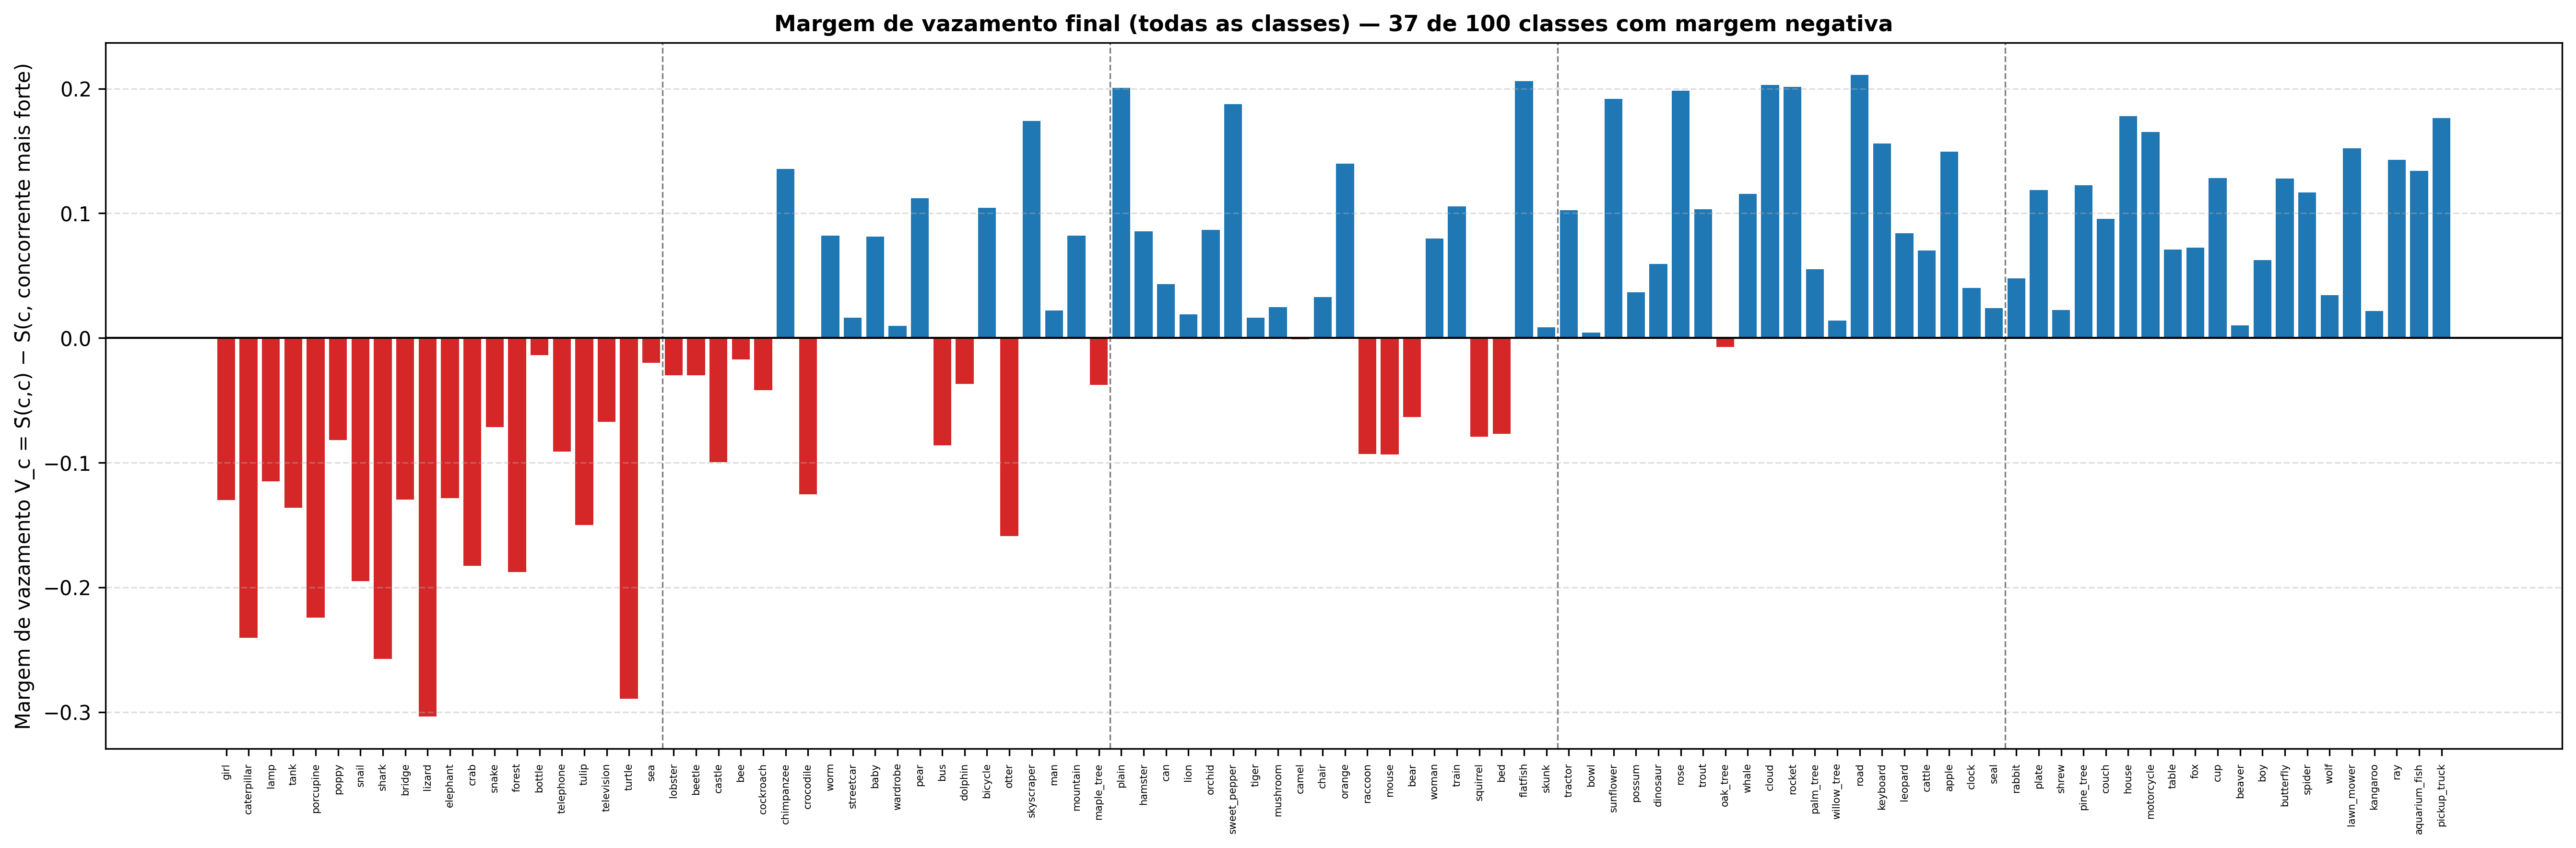 Margem de vazamento final (todas as classes) — 37 de 100 classes com margem negativa
Margem de vazamento V_c = S(c,c) − S(c, concorrente mais forte)
0.2
0.1
0.0
−0.1
−0.2
−0.3
girl
caterpillar
lamp
tank
porcupine
poppy
snail
shark
bridge
lizard
elephant
crab
snake
forest
bottle
telephone
tulip
television
turtle
sea
lobster
beetle
castle
bee
cockroach
chimpanzee
crocodile
worm
streetcar
baby
wardrobe
pear
bus
dolphin
bicycle
otter
skyscraper
man
mountain
maple_tree
plain
hamster
can
lion
orchid
sweet_pepper
tiger
mushroom
camel
chair
orange
raccoon
mouse
bear
woman
train
squirrel
bed
flatfish
skunk
tractor
bowl
sunflower
possum
dinosaur
rose
trout
oak_tree
whale
cloud
rocket
palm_tree
willow_tree
road
keyboard
leopard
cattle
apple
clock
seal
rabbit
plate
shrew
pine_tree
couch
house
motorcycle
table
fox
cup
beaver
boy
butterfly
spider
wolf
lawn_mower
kangaroo
ray
aquarium_fish
pickup_truck